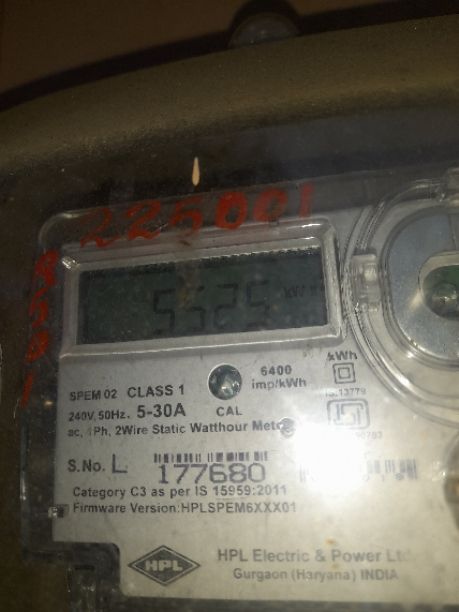 225001
5525
kWh
6400
imp/kWh
SPEM 02 CLASS 1
240V, 50Hz. 5-30A CAL
ac, 1Ph, 2Wire Static Watthour Meter
IS:13779
S.No. L 177680
Category C3 as per IS 15959:2011
Firmware Version:HPLSPEM6XXX01
HPL
HPL Electric & Power
Gurgaon (Haryana) INDIA